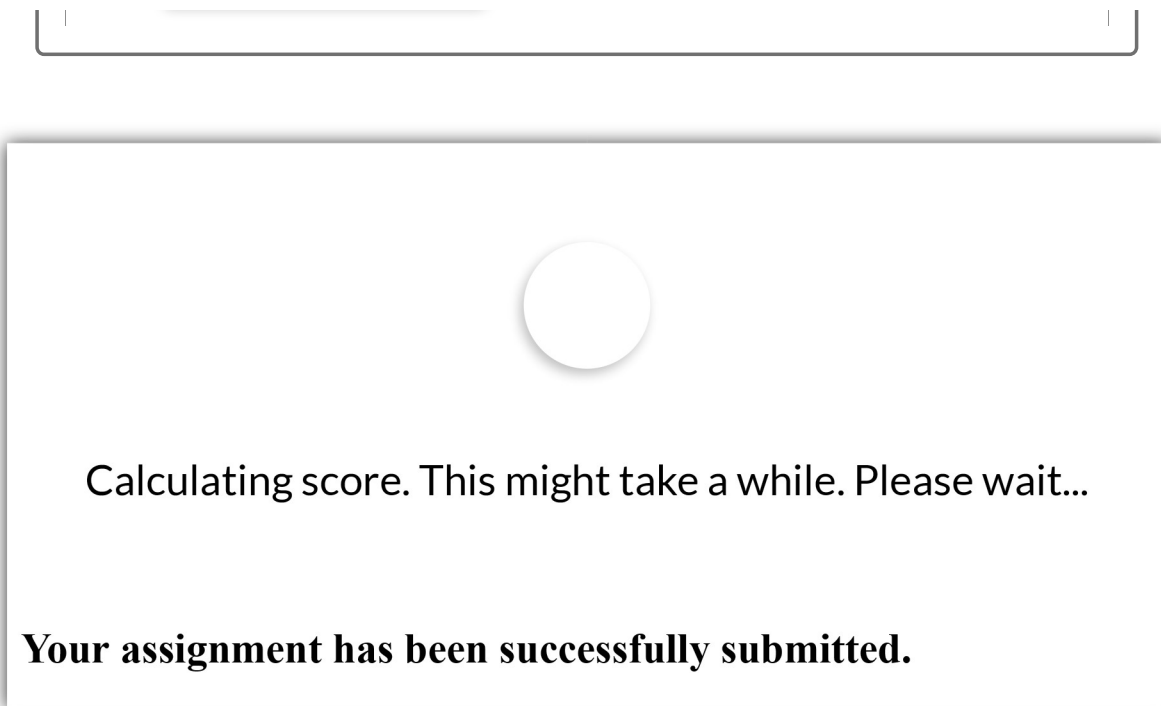 Calculating score. This might take a while. Please wait...
Your assignment has been successfully submitted.